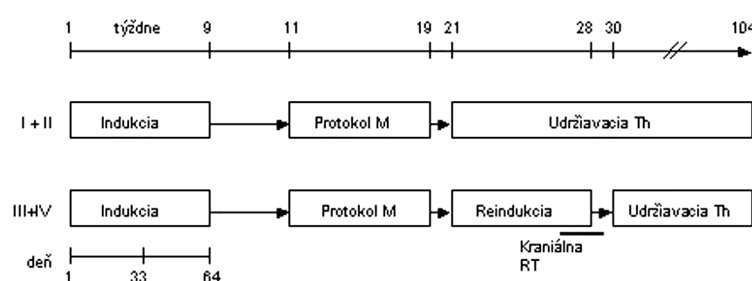 1 týždne 9 11 19 21 28 30 104
I + II Indukcia Protokol M Udržiavacia Th
III+IV Indukcia Protokol M Reindukcia Udržiavacia Th
Kraniálna
RT
deň
1 33 64